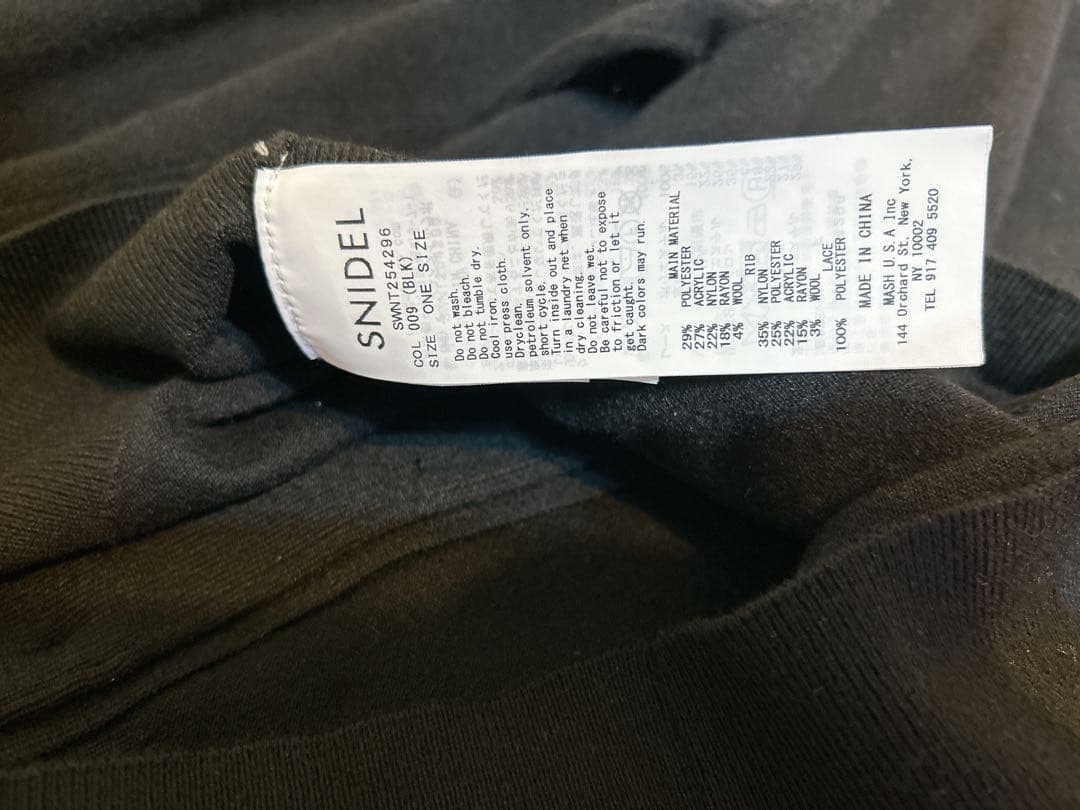 SNIDEL
SWNT254296
COL 009 (BLK)
SIZE ONE SIZE
Do not wash.
Do not bleach.
Do not tumble dry.
Cool iron.
use press cloth.
Dryclean.
Petroleum solvent only.
short cycle.
Turn inside out and place
in a laundry net when
dry cleaning.
Do not leave wet.
Be careful not to expose
to friction or let it
get caught.
Dark colors may run.
MAIN MATERIAL
29% POLYESTER
27% ACRYLIC
22% NYLON
18% RAYON
4% WOOL
RIB
35% NYLON
25% POLYESTER
22% ACRYLIC
15% RAYON
3% WOOL
LACE
100% POLYESTER
MADE IN CHINA
MASH U.S.A Inc
144 Orchard St, New York.
NY 10002
TEL 917 409 5520